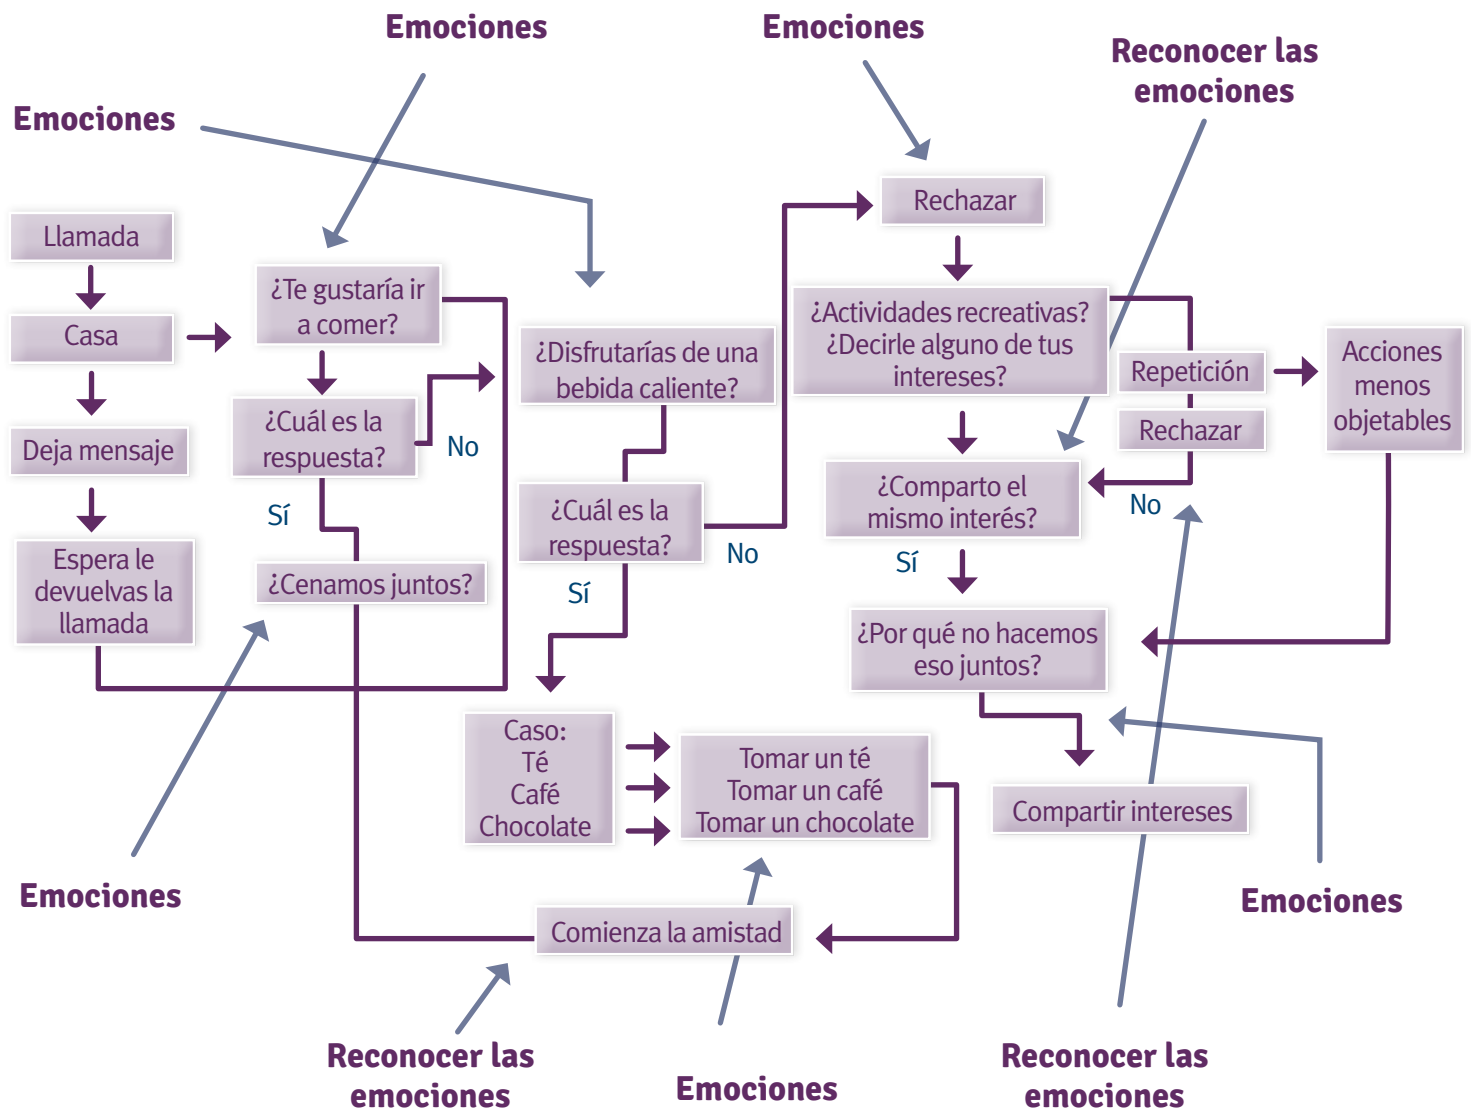 Emociones
Emociones
Reconocer las
emociones
Emociones
Rechazar
Llamada
¿Te gustaría ir
a comer?
¿Actividades recreativas?
¿Decirle alguno de tus
intereses?
Casa
¿Disfrutarías de una
bebida caliente?
Repetición
Acciones
menos
objetables
¿Cuál es la
respuesta?
No
Rechazar
Deja mensaje
¿Comparto el
mismo interés?
No
Sí
¿Cuál es la
respuesta?
No
Sí
Espera le
devuelvas la
llamada
¿Cenamos juntos?
Sí
¿Por qué no hacemos
eso juntos?
Caso:
Té
Café
Chocolate
Tomar un té
Tomar un café
Tomar un chocolate
Compartir intereses
Emociones
Emociones
Comienza la amistad
Reconocer las
emociones
Emociones
Reconocer las
emociones